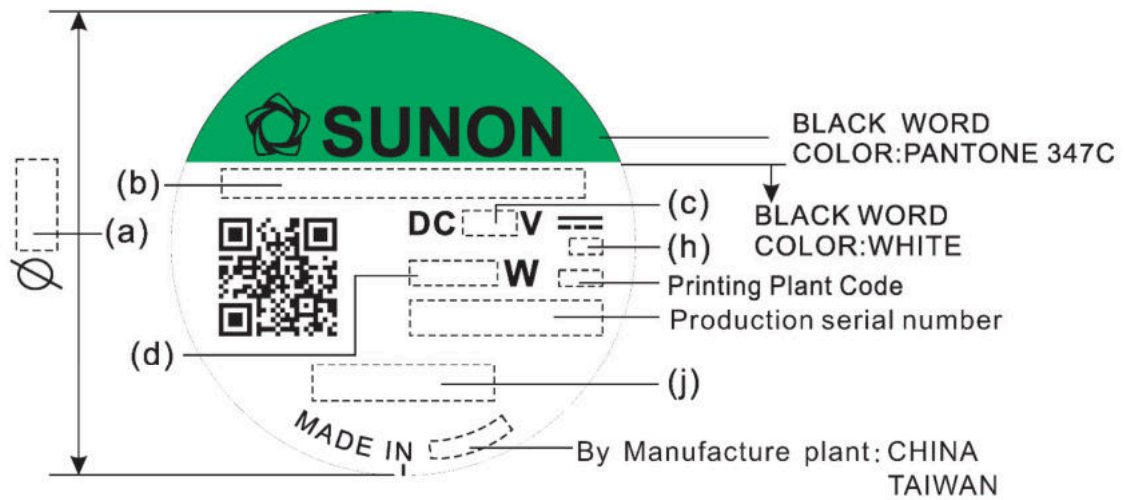 SUNON
BLACK WORD
COLOR:PANTONE 347C
(b)
(c)
DC V
BLACK WORD
COLOR:WHITE
(a)
(h)
W
Printing Plant Code
Production serial number
Ø
(d)
(j)
MADE IN
By Manufacture plant: CHINA
TAIWAN